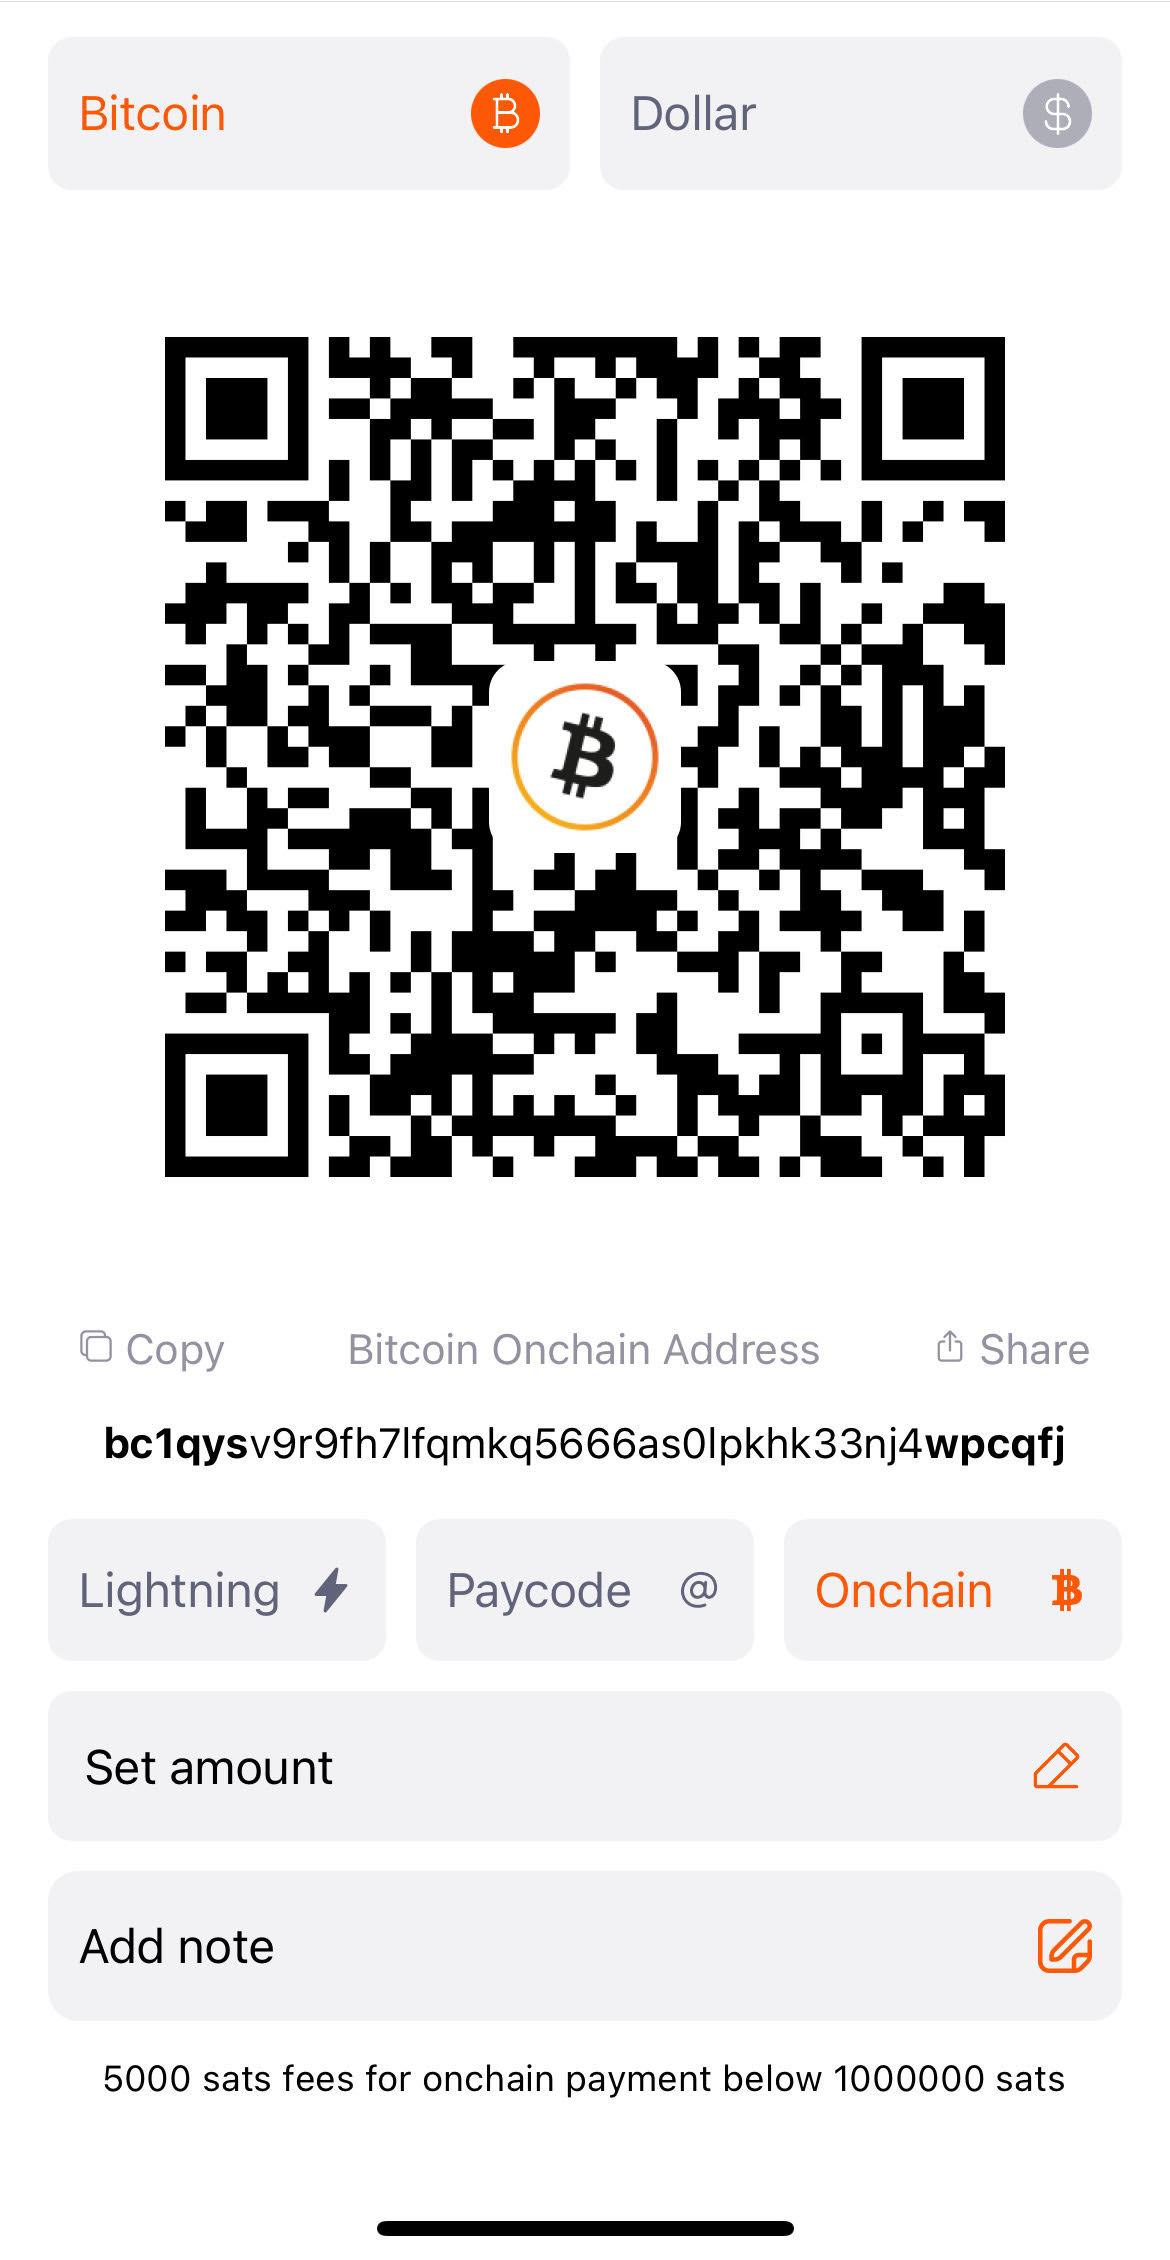 Bitcoin
Dollar
Copy
Bitcoin Onchain Address
Share
bc1qysv9r9fh7lfqmkq5666as0lpkhk33nj4wpcqfj
Lightning
Paycode @
Onchain
Set amount
Add note
5000 sats fees for onchain payment below 1000000 sats